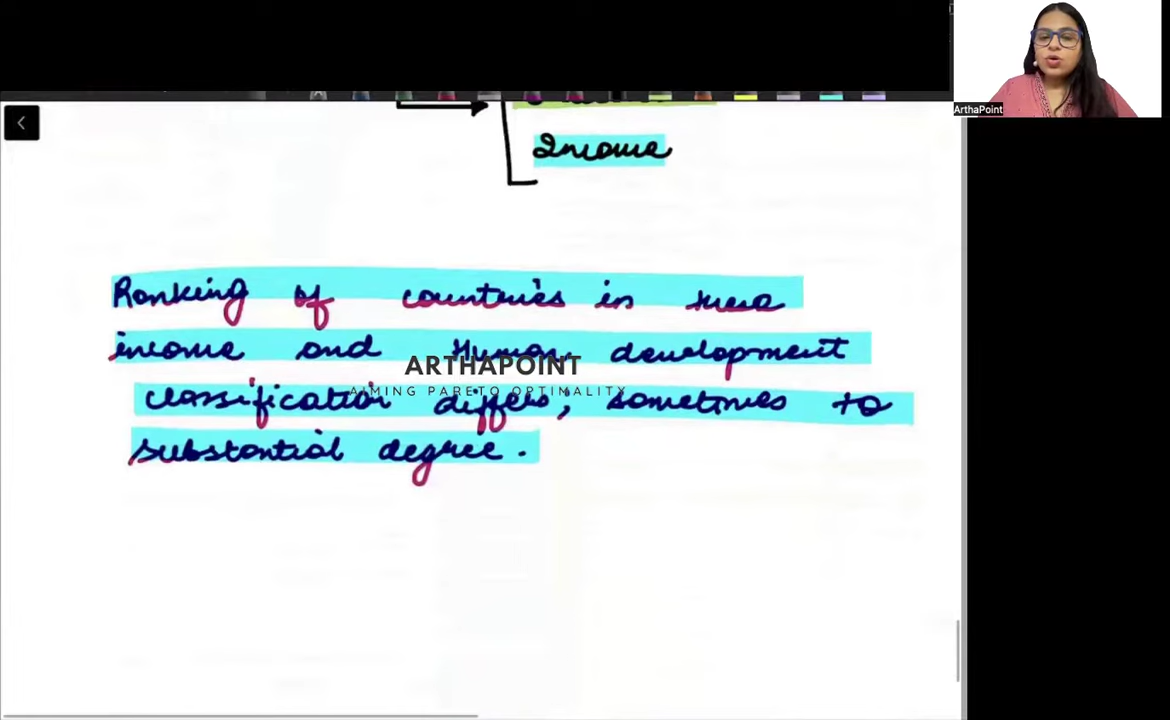 ArthaPoint
Income
Ranking of countries in
income and Human development
ARTHAPOINT
AIMING PARETO OPTIMALITY
classification differs, sometimes to
substantial degree.